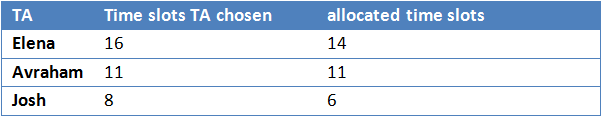 TA Time slots TA chosen allocated time slots
Elena 16 14
Avraham 11 11
Josh 8 6